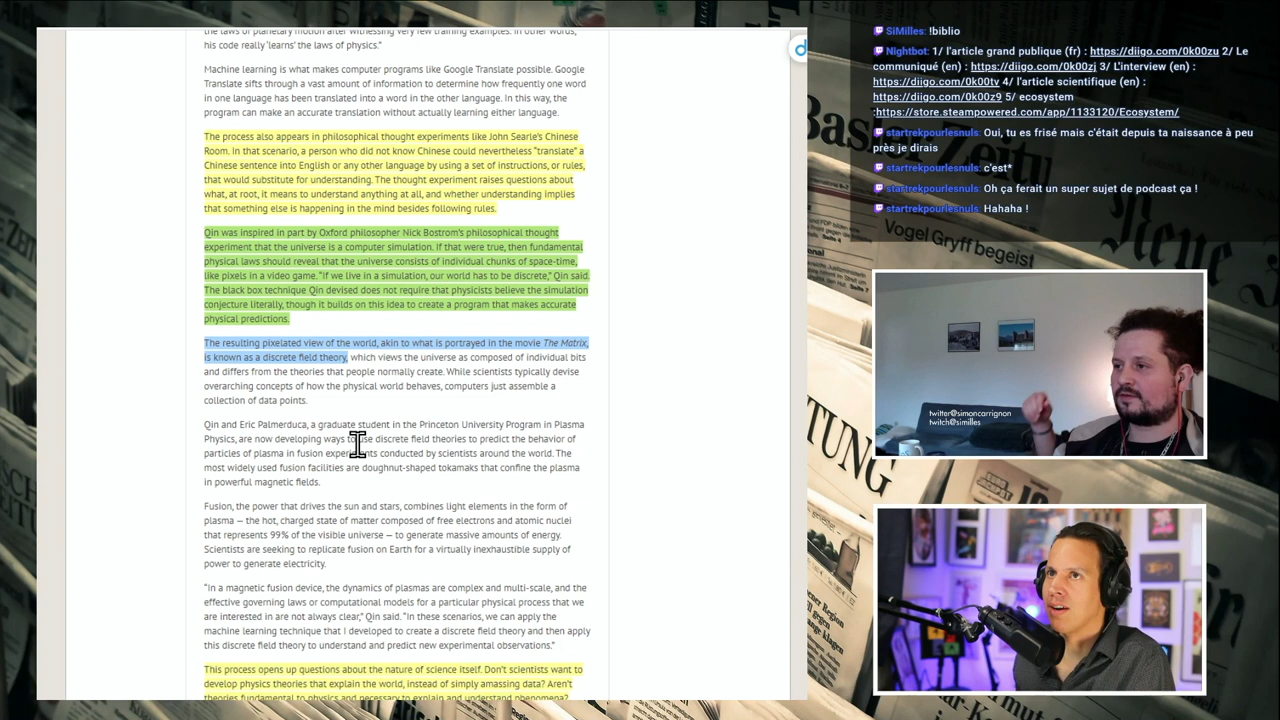 the laws of planetary motion after witnessing very few training examples. In other words,
his code really 'learns' the laws of physics."
Machine learning is what makes computer programs like Google Translate possible. Google
Translate sifts through a vast amount of information to determine how frequently one word
in one language has been translated into a word in the other language. In this way, the
program can make an accurate translation without actually learning either language.
The process also appears in philosophical thought experiments like John Searle's Chinese
Room. In that scenario, a person who did not know Chinese could nevertheless "translate" a
Chinese sentence into English or any other language by using a set of instructions, or rules,
that would substitute for understanding. The thought experiment raises questions about
what, at root, it means to understand anything at all, and whether understanding implies
that something else is happening in the mind besides following rules.
Qin was inspired in part by Oxford philosopher Nick Bostrom's philosophical thought
experiment that the universe is a computer simulation. If that were true, then fundamental
physical laws should reveal that the universe consists of individual chunks of space-time,
like pixels in a video game. "If we live in a simulation, our world has to be discrete," Qin said.
The black box technique Qin devised does not require that physicists believe the simulation
conjecture literally, though it builds on this idea to create a program that makes accurate
physical predictions.
The resulting pixelated view of the world, akin to what is portrayed in the movie The Matrix,
is known as a discrete field theory, which views the universe as composed of individual bits
and differs from the theories that people normally create. While scientists typically devise
overarching concepts of how the physical world behaves, computers just assemble a
collection of data points.
Qin and Eric Palmerduca, a graduate student in the Princeton University Program in Plasma
Physics, are now developing ways discrete field theories to predict the behavior of
particles of plasma in fusion conducted by scientists around the world. The
most widely used fusion facilities are doughnut-shaped tokamaks that confine the plasma
in powerful magnetic fields.
Fusion, the power that drives the sun and stars, combines light elements in the form of
plasma — the hot, charged state of matter composed of free electrons and atomic nuclei
that represents 99% of the visible universe — to generate massive amounts of energy.
Scientists are seeking to replicate fusion on Earth for a virtually inexhaustible supply of
power to generate electricity.
"In a magnetic fusion device, the dynamics of plasmas are complex and multi-scale, and the
effective governing laws or computational models for a particular physical process that we
are interested in are not always clear," Qin said. "In these scenarios, we can apply the
machine learning technique that I developed to create a discrete field theory and then apply
this discrete field theory to understand and predict new experimental observations."
This process opens up questions about the nature of science itself. Don't scientists want to
develop physics theories that explain the world, instead of simply amassing data? Aren't
theories fundamental to physics and necessary to explain and understand phenomena?
d
SiMilles: !biblio
Nightbot: 1/ l'article grand publique (fr) : https://diigo.com/0k00zu 2/ Le
communiqué (en) : https://diigo.com/0k00zj 3/ L'interview (en) :
https://diigo.com/0k00tv 4/ l'article scientifique (en) :
https://diigo.com/0k00z9 5/ ecosystem
:https://store.steampowered.com/app/1133120/Ecosystem/
startrekpourlesnuls: Oui, tu es frisé mais c'était depuis ta naissance à peu
près je dirais
startrekpourlesnuls: c'est*
startrekpourlesnuls: Oh ça ferait un super sujet de podcast ça !
startrekpourlesnuls: Hahaha !
Vogel Gryff begeist
twitter@simoncarrignon
twitch@similles